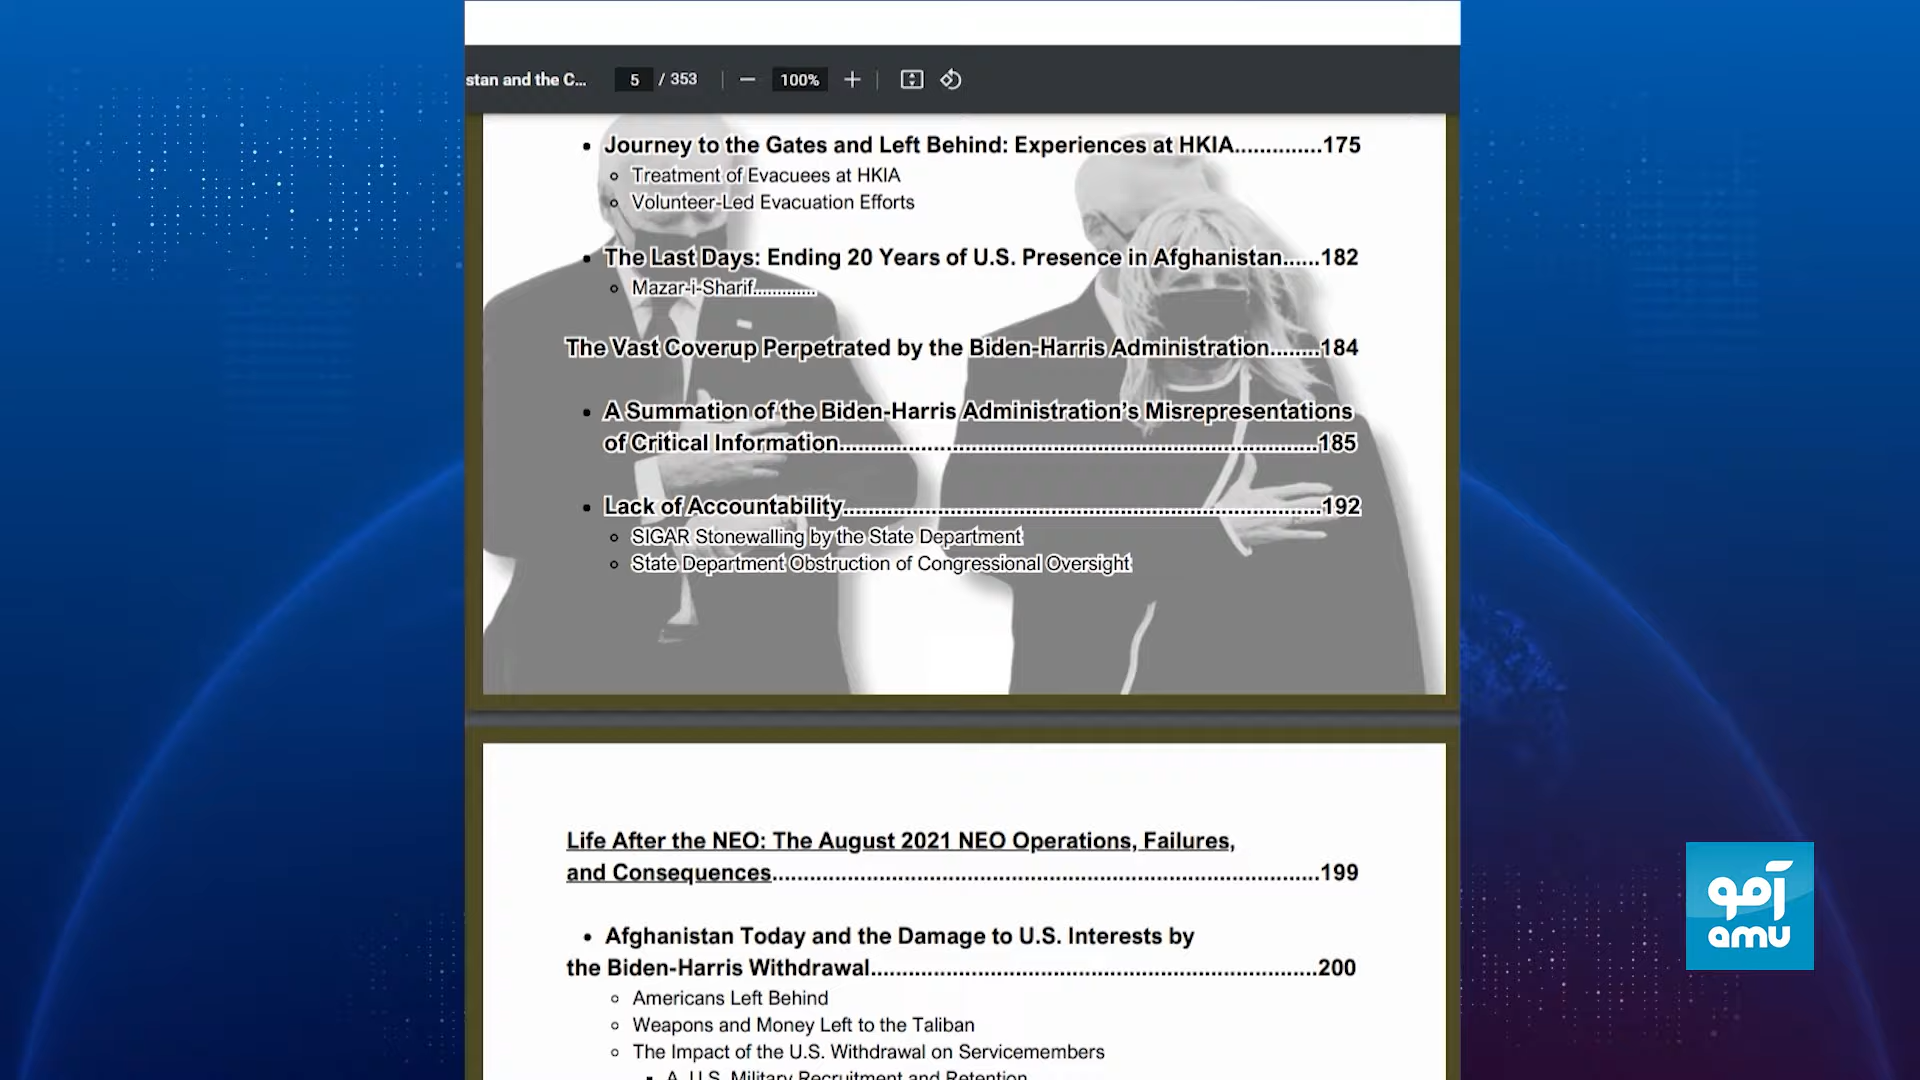 stan and the C... 5 / 353 100%
• Journey to the Gates and Left Behind: Experiences at HKIA..............175
Treatment of Evacuees at HKIA
Volunteer-Led Evacuation Efforts
• The Last Days: Ending 20 Years of U.S. Presence in Afghanistan......182
Mazar-i-Sharif.............
The Vast Coverup Perpetrated by the Biden-Harris Administration........184
• A Summation of the Biden-Harris Administration's Misrepresentations
of Critical Information............................................................................185
• Lack of Accountability............................................................................192
SIGAR Stonewalling by the State Department
State Department Obstruction of Congressional Oversight
Life After the NEO: The August 2021 NEO Operations, Failures,
and Consequences.......................................................................................199
• Afghanistan Today and the Damage to U.S. Interests by
the Biden-Harris Withdrawal.......................................................................200
Americans Left Behind
Weapons and Money Left to the Taliban
The Impact of the U.S. Withdrawal on Servicemembers
A. U.S. Military Recruitment and Retention
آمو
amu